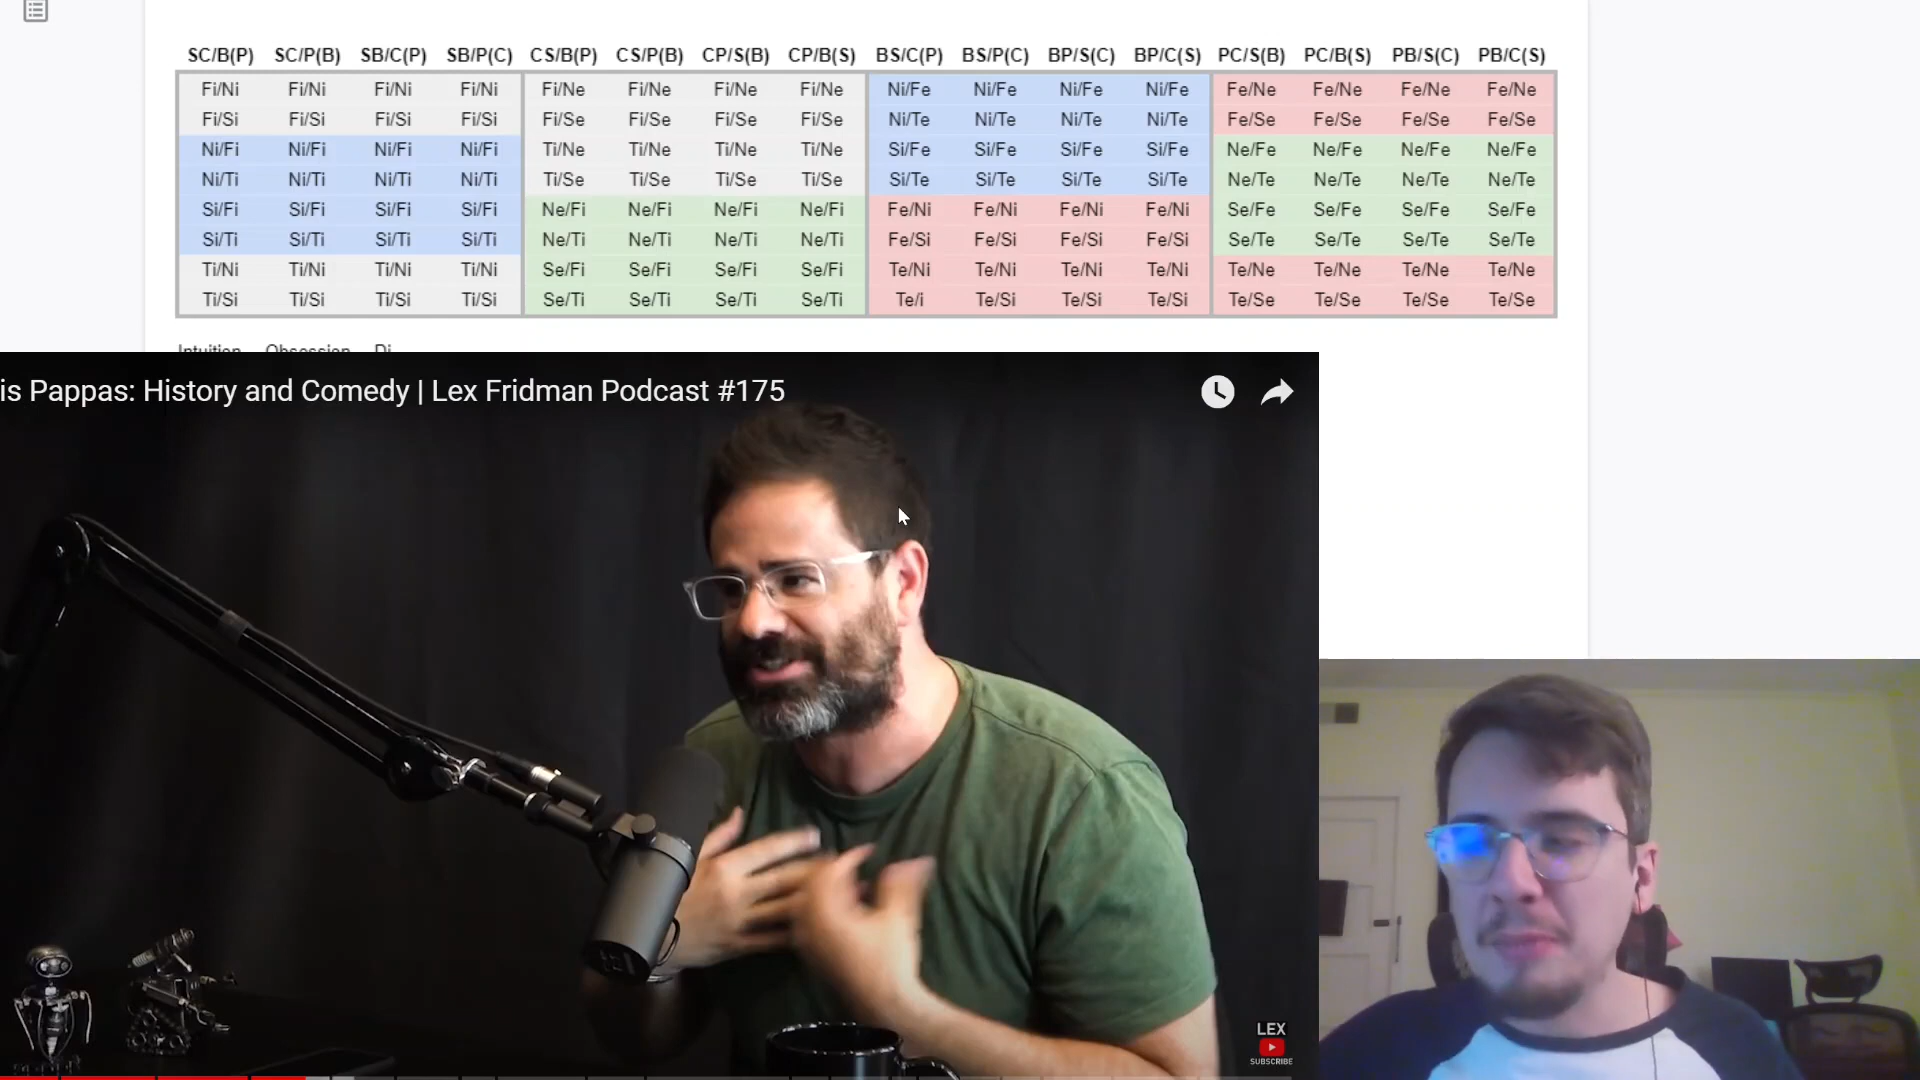 SC/B(P) SC/P(B) SB/C(P) SB/P(C) CS/B(P) CS/P(B) CP/S(B) CP/B(S) BS/C(P) BS/P(C) BP/S(C) BP/C(S) PC/S(B) PC/B(S) PB/S(C) PB/C(S)
Fi/Ni Fi/Ni Fi/Ni Fi/Ni Fi/Ne Fi/Ne Fi/Ne Fi/Ne Ni/Fe Ni/Fe Ni/Fe Ni/Fe Fe/Ne Fe/Ne Fe/Ne Fe/Ne
Fi/Si Fi/Si Fi/Si Fi/Si Fi/Se Fi/Se Fi/Se Fi/Se Ni/Te Ni/Te Ni/Te Ni/Te Fe/Se Fe/Se Fe/Se Fe/Se
Ni/Fi Ni/Fi Ni/Fi Ni/Fi Ti/Ne Ti/Ne Ti/Ne Ti/Ne Si/Fe Si/Fe Si/Fe Si/Fe Ne/Fe Ne/Fe Ne/Fe Ne/Fe
Ni/Ti Ni/Ti Ni/Ti Ni/Ti Ti/Se Ti/Se Ti/Se Ti/Se Si/Te Si/Te Si/Te Si/Te Ne/Te Ne/Te Ne/Te Ne/Te
Si/Fi Si/Fi Si/Fi Si/Fi Ne/Fi Ne/Fi Ne/Fi Ne/Fi Fe/Ni Fe/Ni Fe/Ni Fe/Ni Se/Fe Se/Fe Se/Fe Se/Fe
Si/Ti Si/Ti Si/Ti Si/Ti Ne/Ti Ne/Ti Ne/Ti Ne/Ti Fe/Si Fe/Si Fe/Si Fe/Si Se/Te Se/Te Se/Te Se/Te
Ti/Ni Ti/Ni Ti/Ni Ti/Ni Se/Fi Se/Fi Se/Fi Se/Fi Te/Ni Te/Ni Te/Ni Te/Ni Te/Ne Te/Ne Te/Ne Te/Ne
Ti/Si Ti/Si Ti/Si Ti/Si Se/Ti Se/Ti Se/Ti Se/Ti Te/i Te/Si Te/Si Te/Si Te/Se Te/Se Te/Se Te/Se
Intuition Obsession Di
is Pappas: History and Comedy | Lex Fridman Podcast #175
LEX
SUBSCRIBE